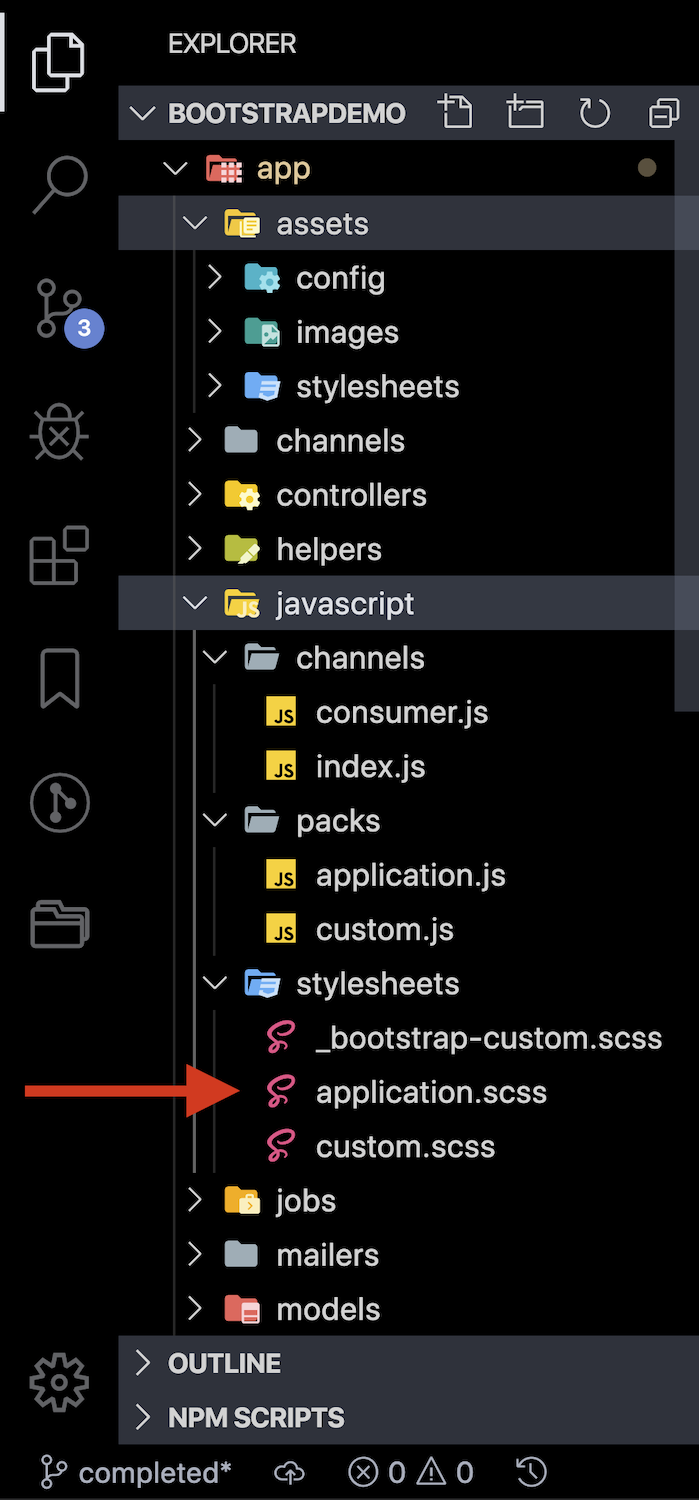 EXPLORER
BOOTSTRAPDEMO
app
assets
config
images
stylesheets
channels
3
controllers
helpers
JS javascript
channels
JS consumer.js
JS index.js
packs
JS application.js
JS custom.js
stylesheets
_bootstrap-custom.scss
application.scss
custom.scss
jobs
mailers
models
OUTLINE
NPM SCRIPTS
completed* 0 0